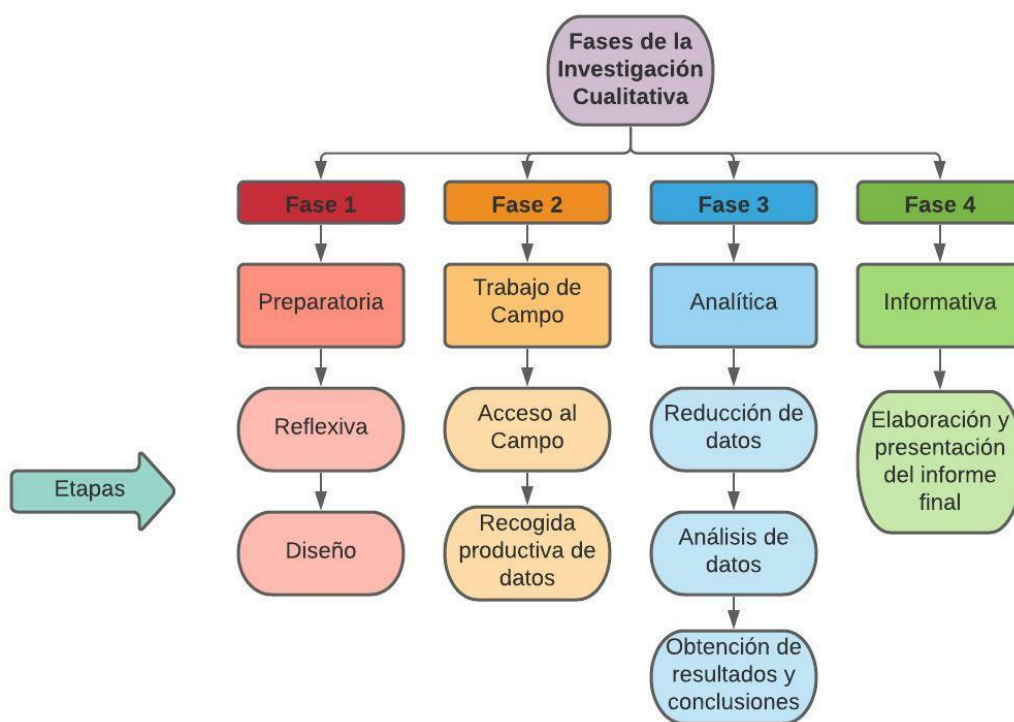 Fases de la
Investigación
Cualitativa
Fase 1
Fase 2
Fase 3
Fase 4
Preparatoria
Trabajo de
Campo
Analítica
Informativa
Etapas
Reflexiva
Acceso al
Campo
Reducción de
datos
Elaboración y
presentación
del informe
final
Diseño
Recogida
productiva de
datos
Análisis de
datos
Obtención de
resultados y
conclusiones